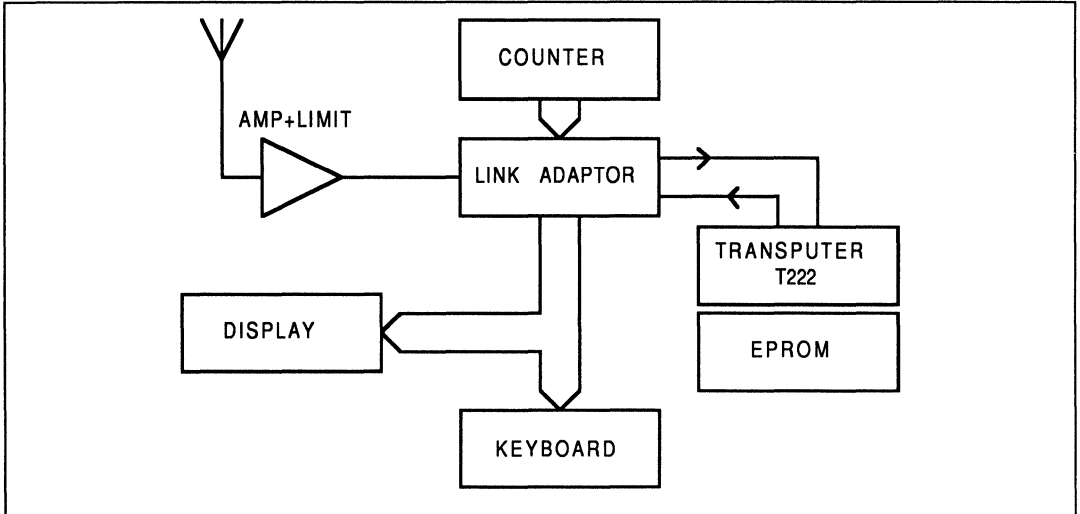 COUNTER
AMP+LIMIT
LINK ADAPTOR
TRANSPUTER
T222
DISPLAY
EPROM
KEYBOARD